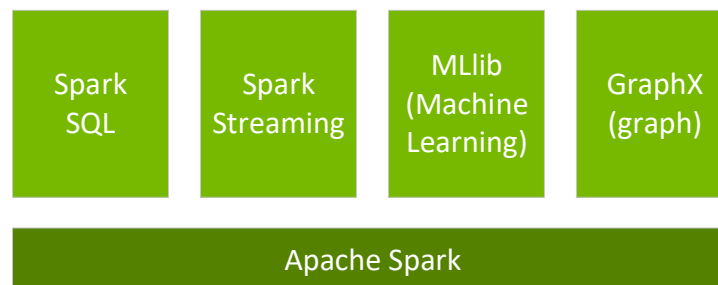 Spark
SQL
Spark
Streaming
MLlib
(Machine
Learning)
GraphX
(graph)
Apache Spark